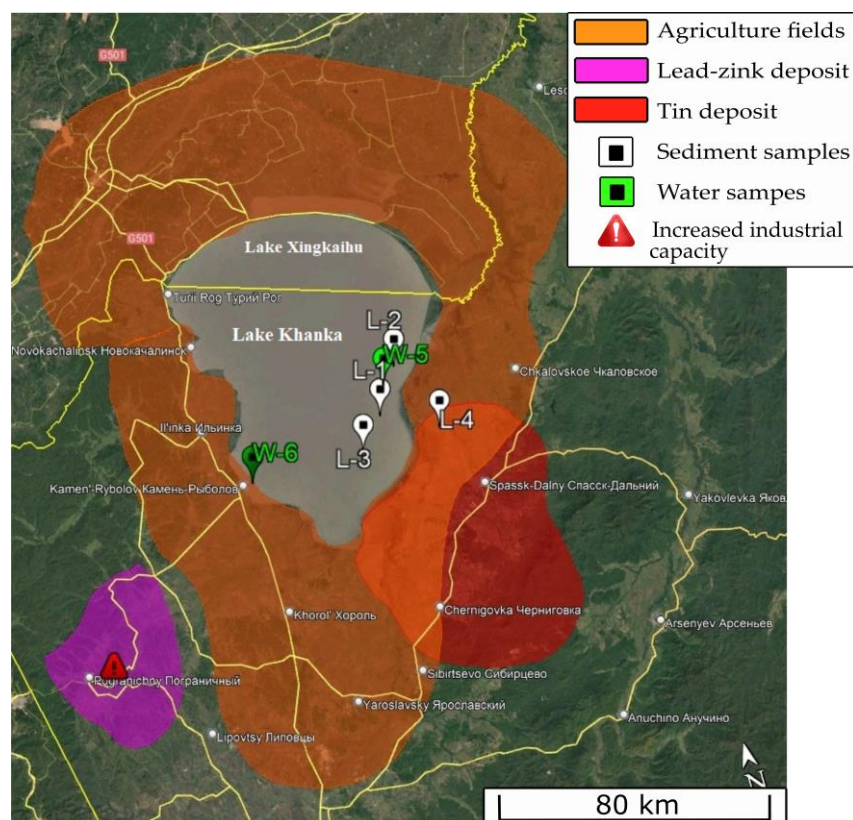 G501
Agriculture fields
Lead-zink deposit
Tin deposit
Sediment samples
Water sampes
Increased industrial
capacity
G501
Lake Xingkaihu
Turii Rog Турий Рог
Lake Khanka
L-2
W-5
Novokachalinsk Новокачалинск
L-1
Chkalovskoe Чкаловское
L-4
Il'inka Ильинка
L-3
W-6
Kamen'-Rybolov Камень-Рыболов
Spassk-Dalny Спасск-Дальний
Yakovlevka
Khorol' Хороль
Chernigovka Черниговка
Arsenyev Арсеньев
Sibirtsevo Сибирцево
Pogranichny Пограничный
Yaroslavsky Ярославский
Anuchino Анучино
Lipovtsy Липовцы
N
80 km